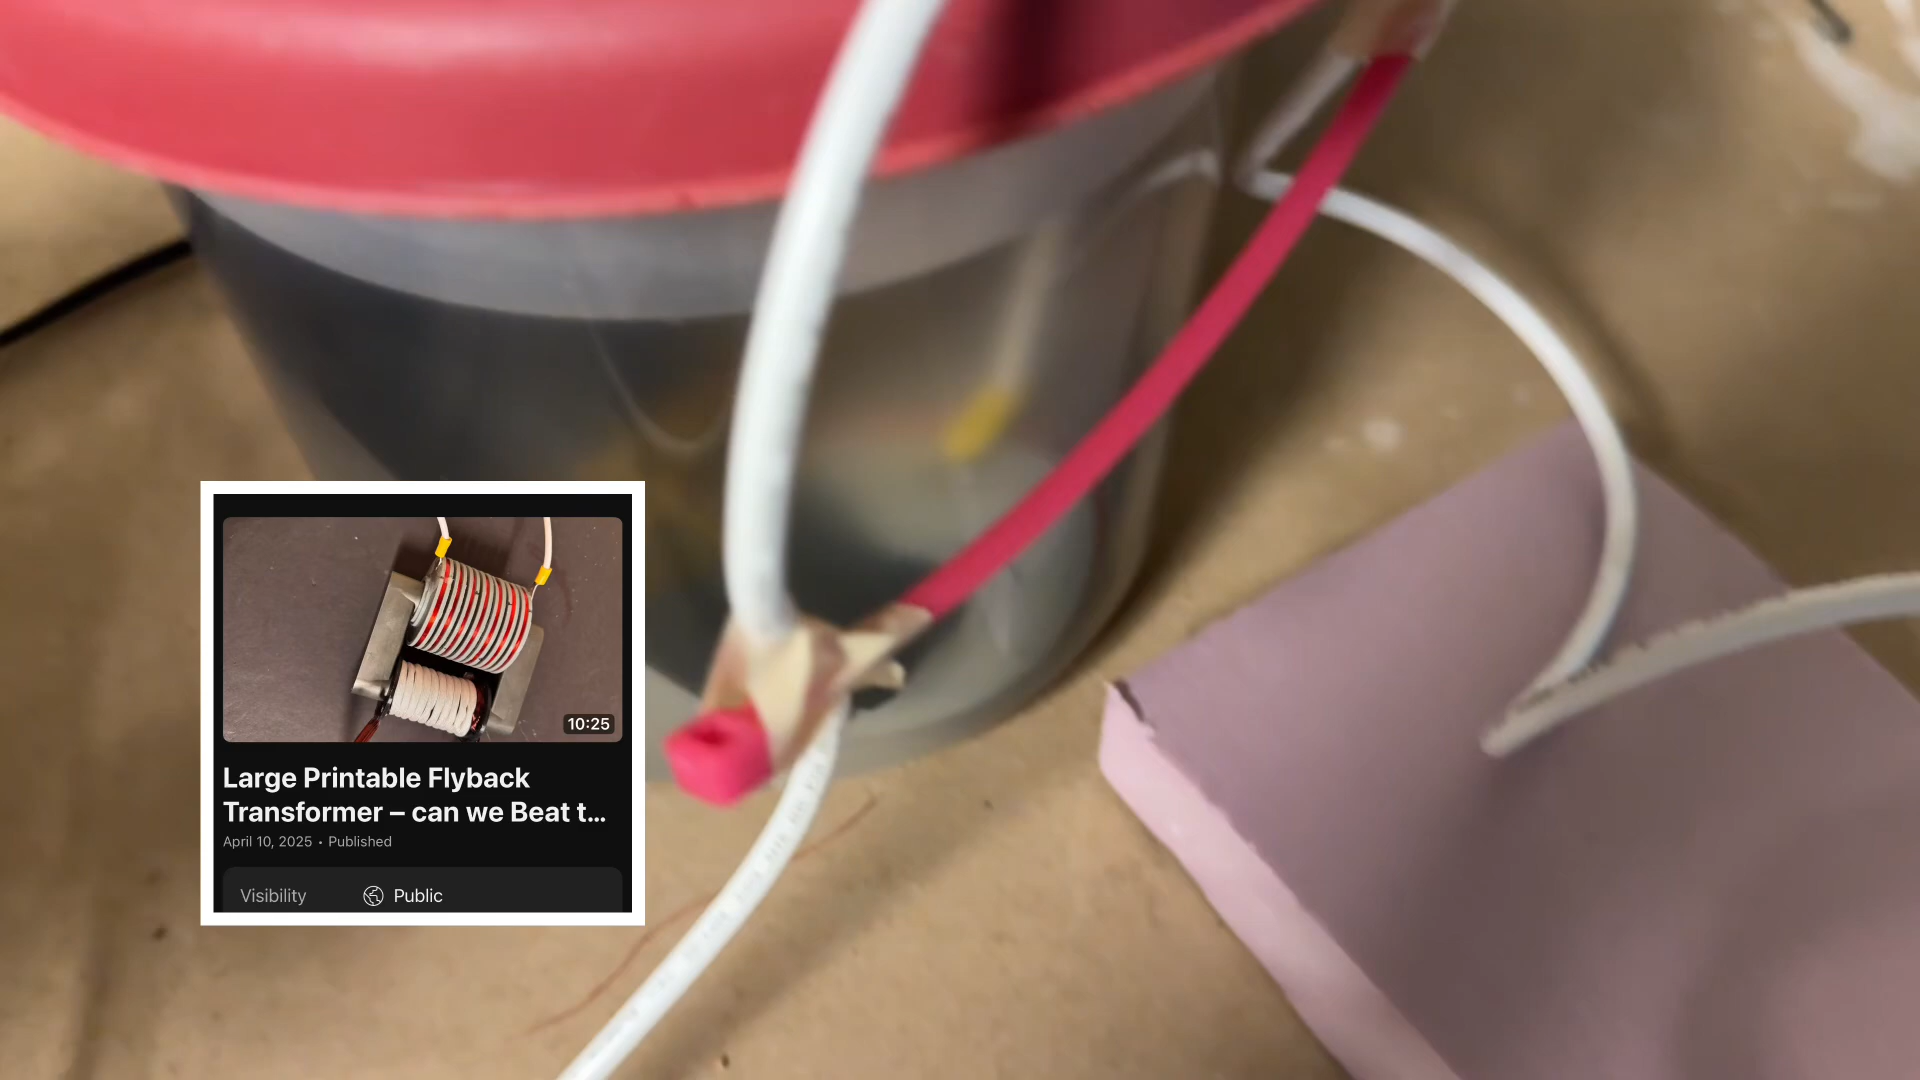 10:25
Large Printable Flyback
Transformer – can we Beat t...
April 10, 2025 • Published
Visibility Public